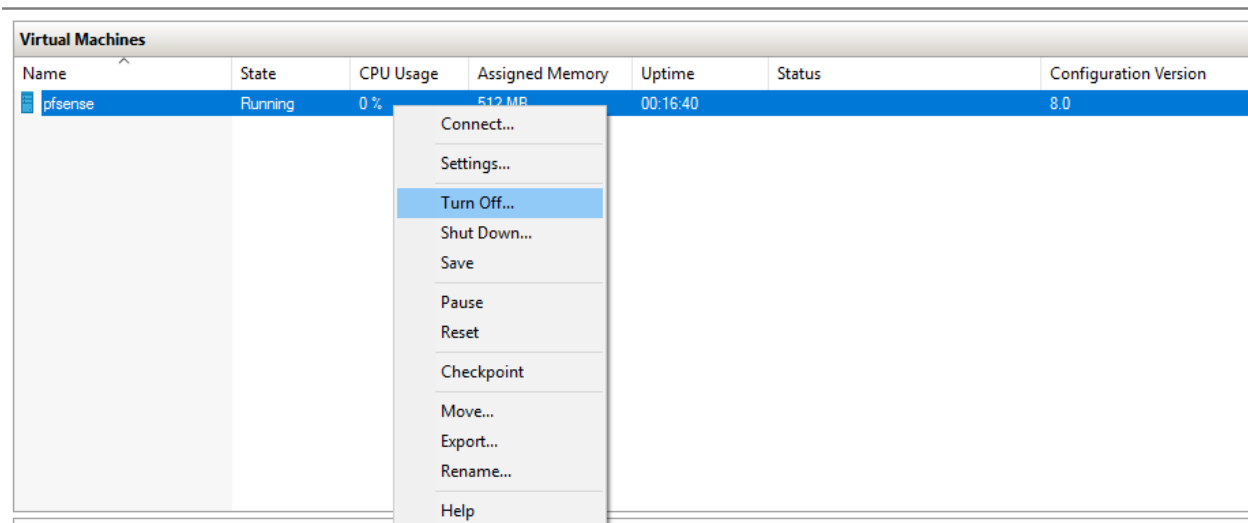 Virtual Machines
Name State CPU Usage Assigned Memory Uptime Status Configuration Version
pfsense Running 0 % 512 MB 00:16:40 8.0
Connect...
Settings...
Turn Off...
Shut Down...
Save
Pause
Reset
Checkpoint
Move...
Export...
Rename...
Help